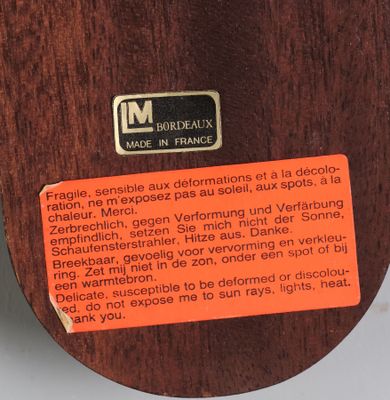 LM BORDEAUX
MADE IN FRANCE
Fragile, sensible aux déformations et à la décolo-
ration, ne m'exposez pas au soleil, aux spots, à la
chaleur. Merci.
Zerbrechlich, gegen Verformung und Verfärbung
empfindlich, setzen Sie mich nicht der Sonne,
Schaufensterstrahler, Hitze aus. Danke.
Breekbaar, gevoelig voor vervorming en verkleu-
ring. Zet mij niet in de zon, onder een spot of bij
een warmtebron.
Delicate, susceptible to be deformed or discolou-
red, do not expose me to sun rays, lights, heat.
hank you.